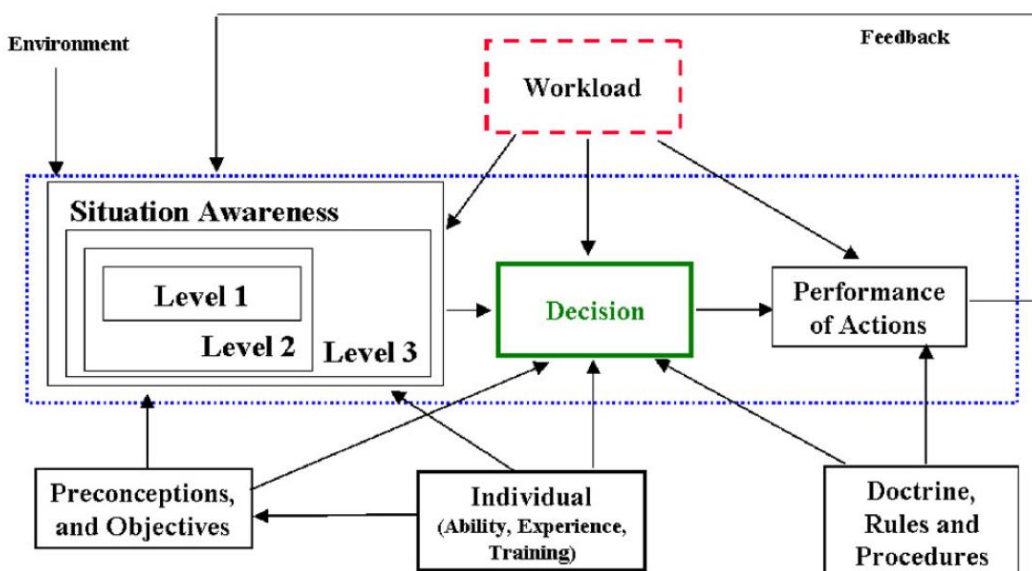 Environment
Feedback
Workload
Situation Awareness
Level 1
Level 2
Level 3
Decision
Performance
of Actions
Preconceptions,
and Objectives
Individual
(Ability, Experience,
Training)
Doctrine,
Rules and
Procedures